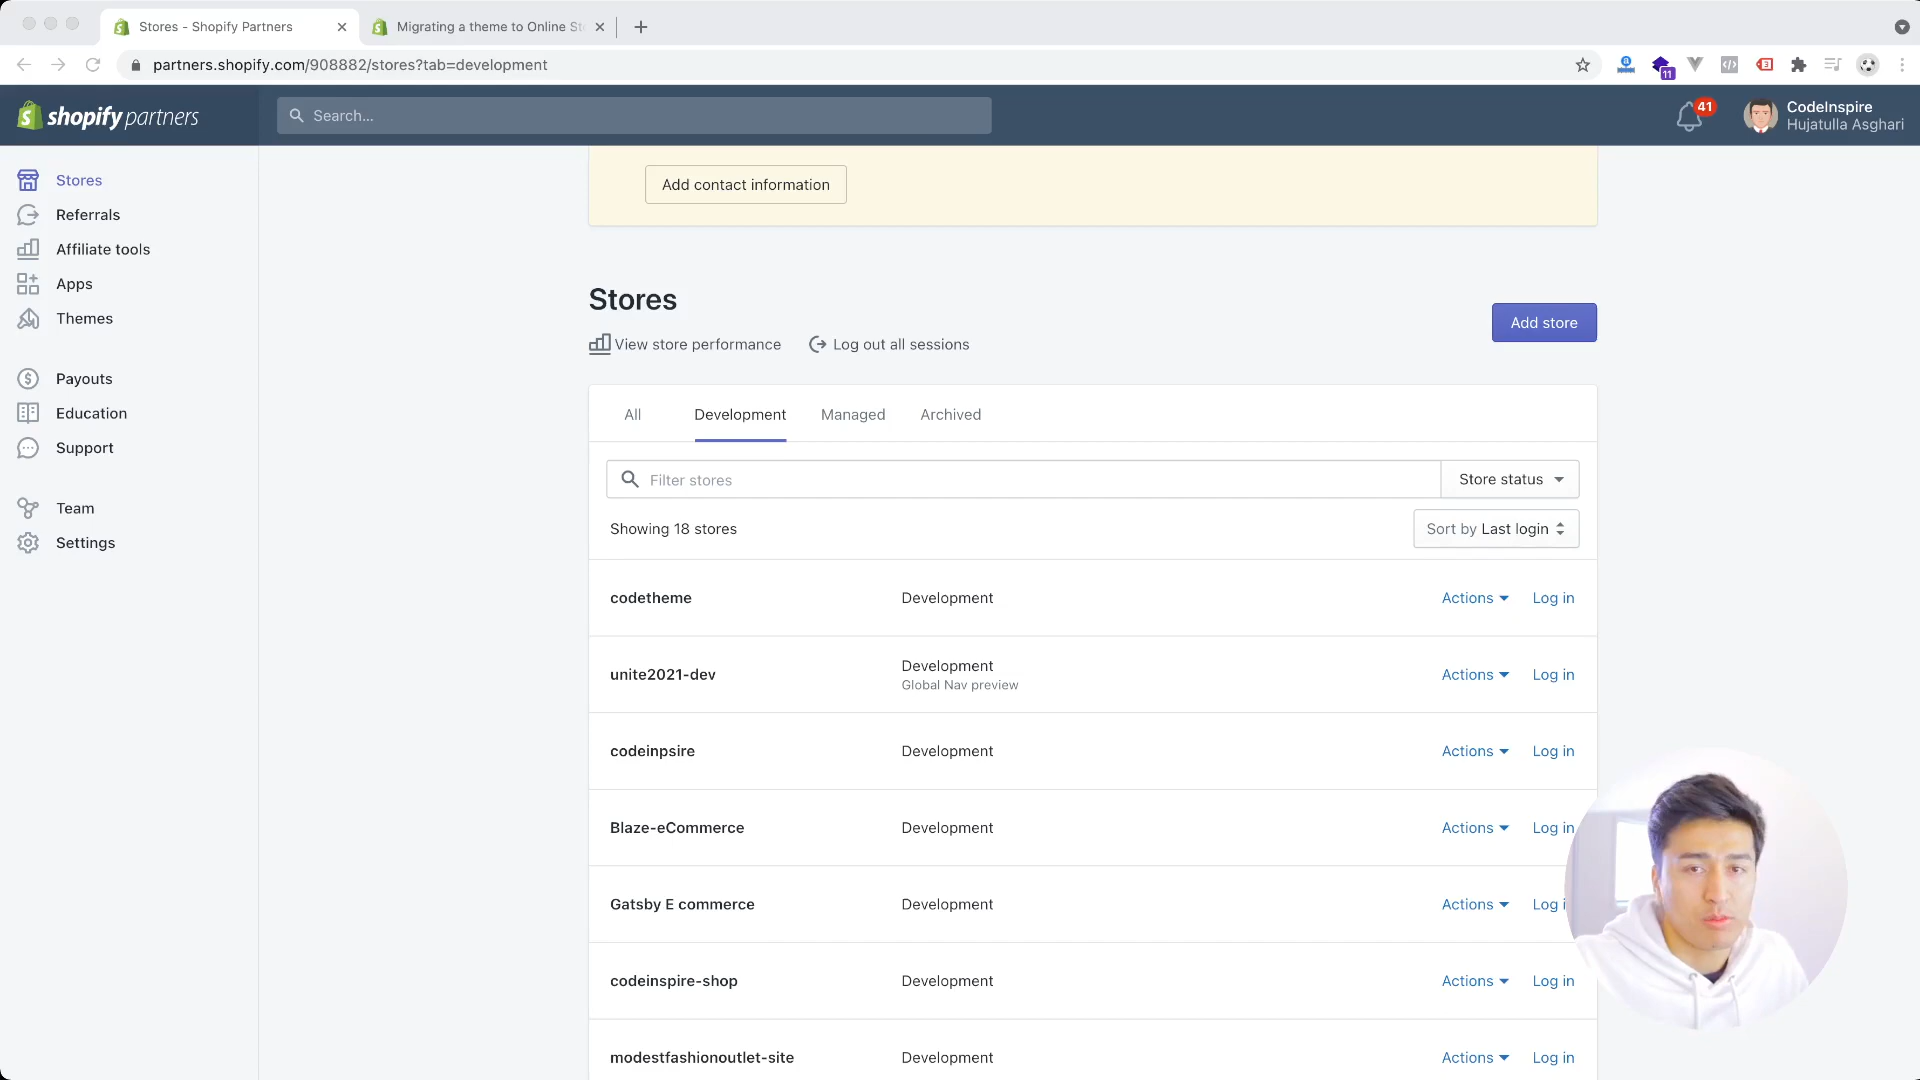 Stores - Shopify Partners
Migrating a theme to Online St
partners.shopify.com/908882/stores?tab=development
11
shopify partners
Search...
41
CodeInspire
Hujatulla Asghari
Stores
Referrals
Affiliate tools
Apps
Themes
Payouts
Education
Support
Team
Settings
Add contact information
Stores
View store performance
Log out all sessions
Add store
All
Development
Managed
Archived
Filter stores
Store status
Showing 18 stores
Sort by Last login
codetheme
Development
Actions
Log in
unite2021-dev
Development
Global Nav preview
Actions
Log in
codeinpsire
Development
Actions
Log in
Blaze-eCommerce
Development
Actions
Log in
Gatsby E commerce
Development
Actions
Log i
codeinspire-shop
Development
Actions
Log in
modestfashionoutlet-site
Development
Actions
Log in